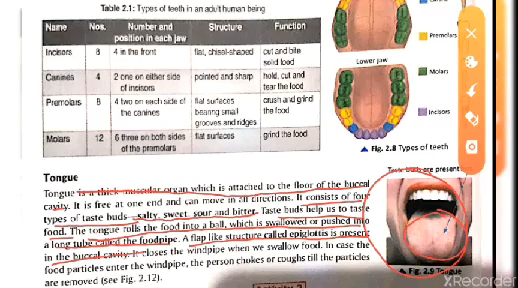 Table 2.1: Types of teeth in an adult human being
Name Nos. Number and position in each jaw Structure Function
Incisors 8 4 in the front flat, chisel-shaped cut and bite solid food
Canines 4 2 one on either side of incisors pointed and sharp hold, cut and tear the food
Premolars 8 4 two on each side of the canines flat surfaces bearing small grooves and ridges crush and grind the food
Molars 12 6 three on both sides of the premolars flat surfaces grind the food
Premolars
Lower jaw
Molars
Incisors
Fig. 2.8 Types of teeth
Tongue
Tongue is a thick muscular organ which is attached to the floor of the buccal
cavity. It is free at one end and can move in all directions. It consists of four
types of taste buds – salty, sweet, sour and bitter. Taste buds help us to taste
food. The tongue rolls the food into a ball, which is swallowed or pushed into
a long tube called the foodpipe. A flap like structure called epiglottis is present
in the buccal cavity. It closes the windpipe when we swallow food. In case the
food particles enter the windpipe, the person chokes or coughs till the particles
are removed (see Fig. 2.12).
Taste buds are present
Fig. 2.9 Tongue